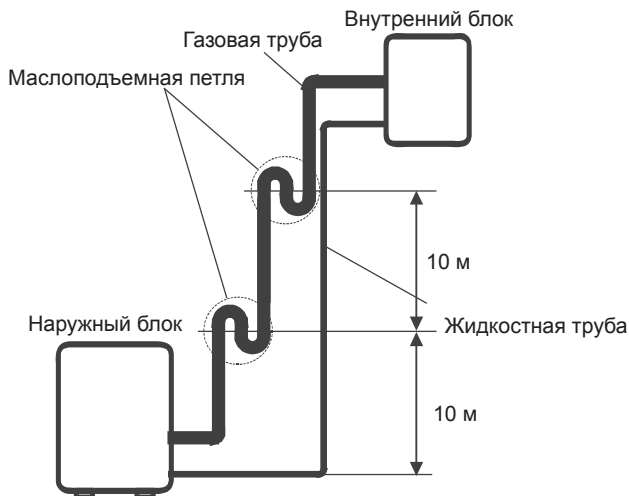 Внутренний блок
Газовая труба
Маслоподъемная петля
10 м
Наружный блок
Жидкостная труба
10 м